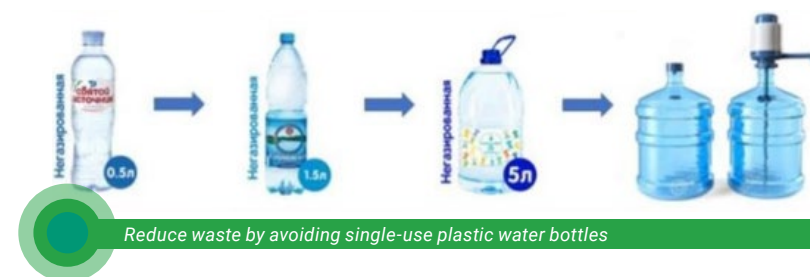 Негазированная
святой
источник
0.5л
Негазированная
1.5л
Негазированная
5л
Reduce waste by avoiding single-use plastic water bottles